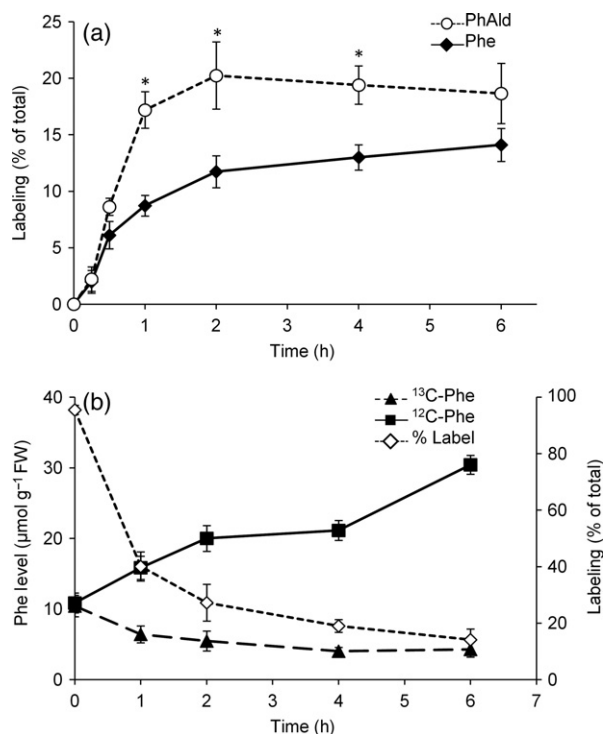 (a)
PhAld
Phe
Labeling (% of total)
25
20
15
10
5
0
* * *
0 1 2 3 4 5 6
Time (h)
(b)
¹³C-Phe
¹²C-Phe
% Label
Phe level (µmol g⁻¹ FW)
40
30
20
10
0
Labeling (% of total)
100
80
60
40
20
0
0 1 2 3 4 5 6 7
Time (h)